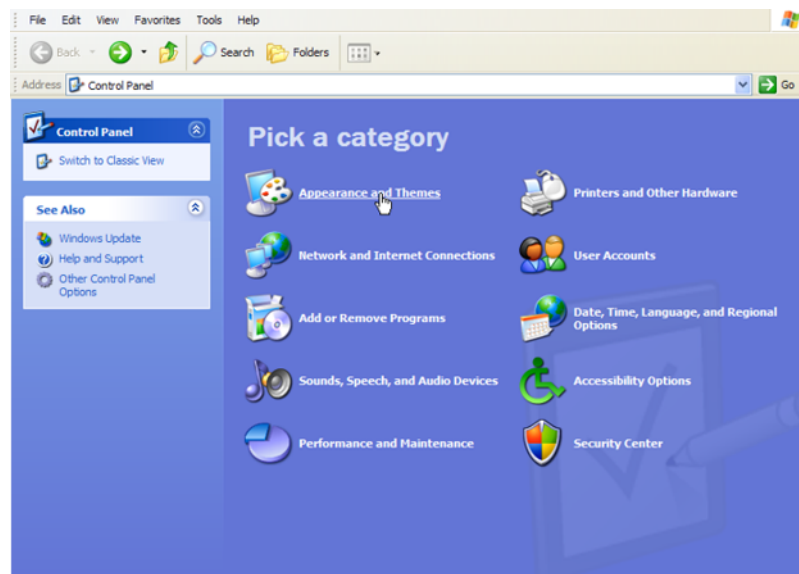 File Edit View Favorites Tools Help
Back Search Folders
Address Control Panel Go
Control Panel
Switch to Classic View
See Also
Windows Update
Help and Support
Other Control Panel
Options
Pick a category
Appearance and Themes
Printers and Other Hardware
Network and Internet Connections
User Accounts
Add or Remove Programs
Date, Time, Language, and Regional
Options
Sounds, Speech, and Audio Devices
Accessibility Options
Performance and Maintenance
Security Center